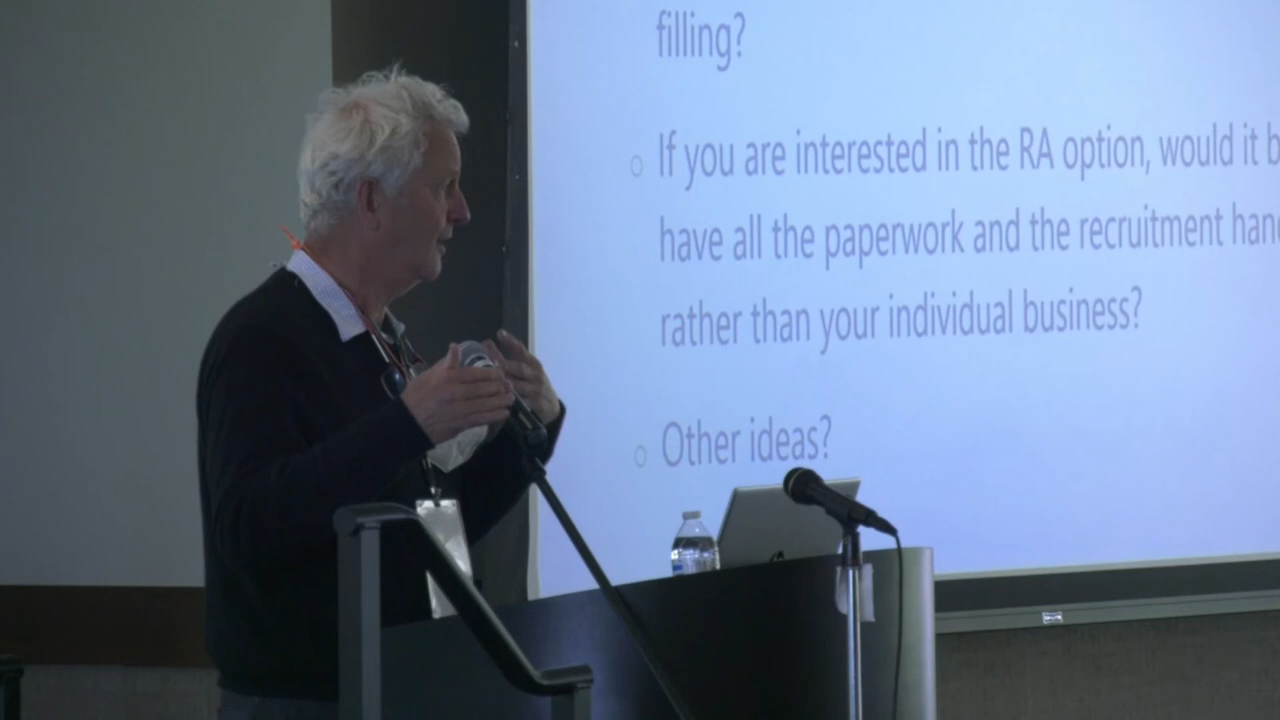 filling?
If you are interested in the RA option, would it b
have all the paperwork and the recruitment han
rather than your individual business?
Other ideas?